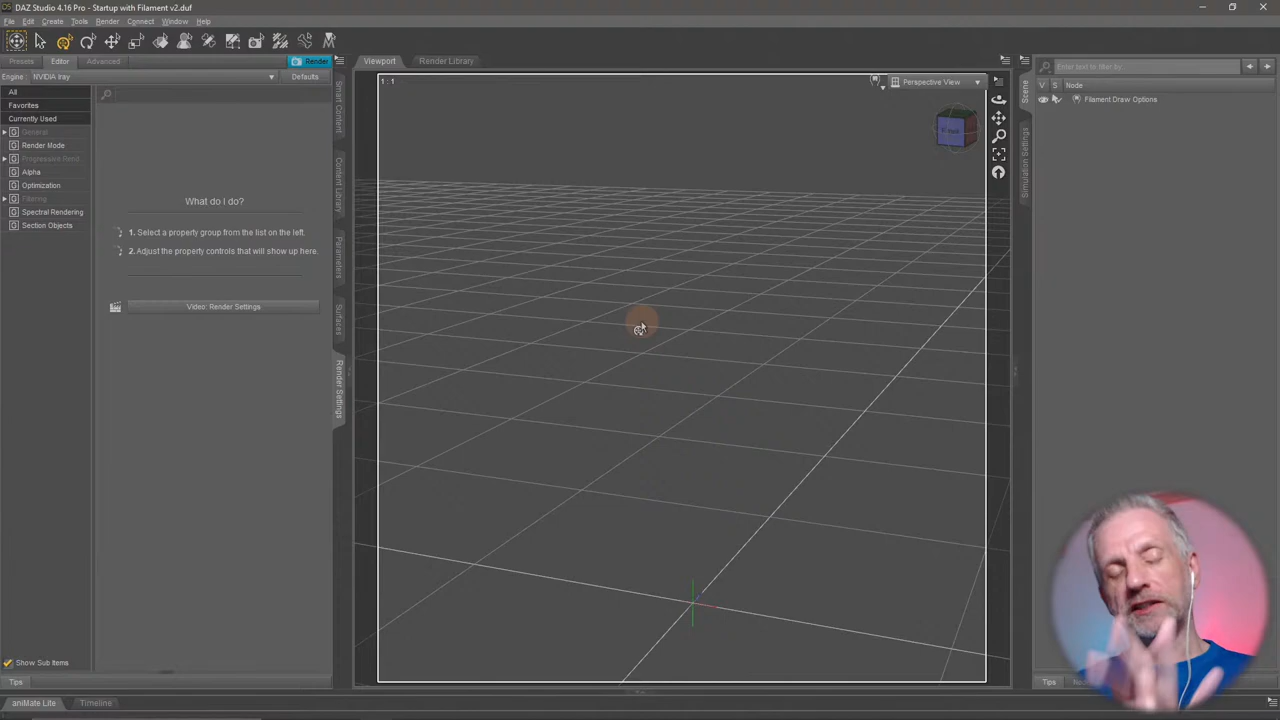 DAZ Studio 4.16 Pro - Startup with Filament v2.duf
File Edit Create Tools Render Connect Window Help
Presets Editor Advanced Render
Engine : NVIDIA Iray Defaults
All
Favorites
Currently Used
General
Render Mode
Progressive Rend...
Alpha
Optimization
Filtering
Spectral Rendering
Section Objects
What do I do?
1. Select a property group from the list on the left.
2. Adjust the property controls that will show up here.
Video: Render Settings
Show Sub Items
Tips
Smart Content
Content Library
Parameters
Surfaces
Render Settings
Viewport Render Library
1 : 1
Perspective View
Scene
Simulation Settings
Enter text to filter by...
V S Node
Filament Draw Options
Tips
aniMate Lite Timeline